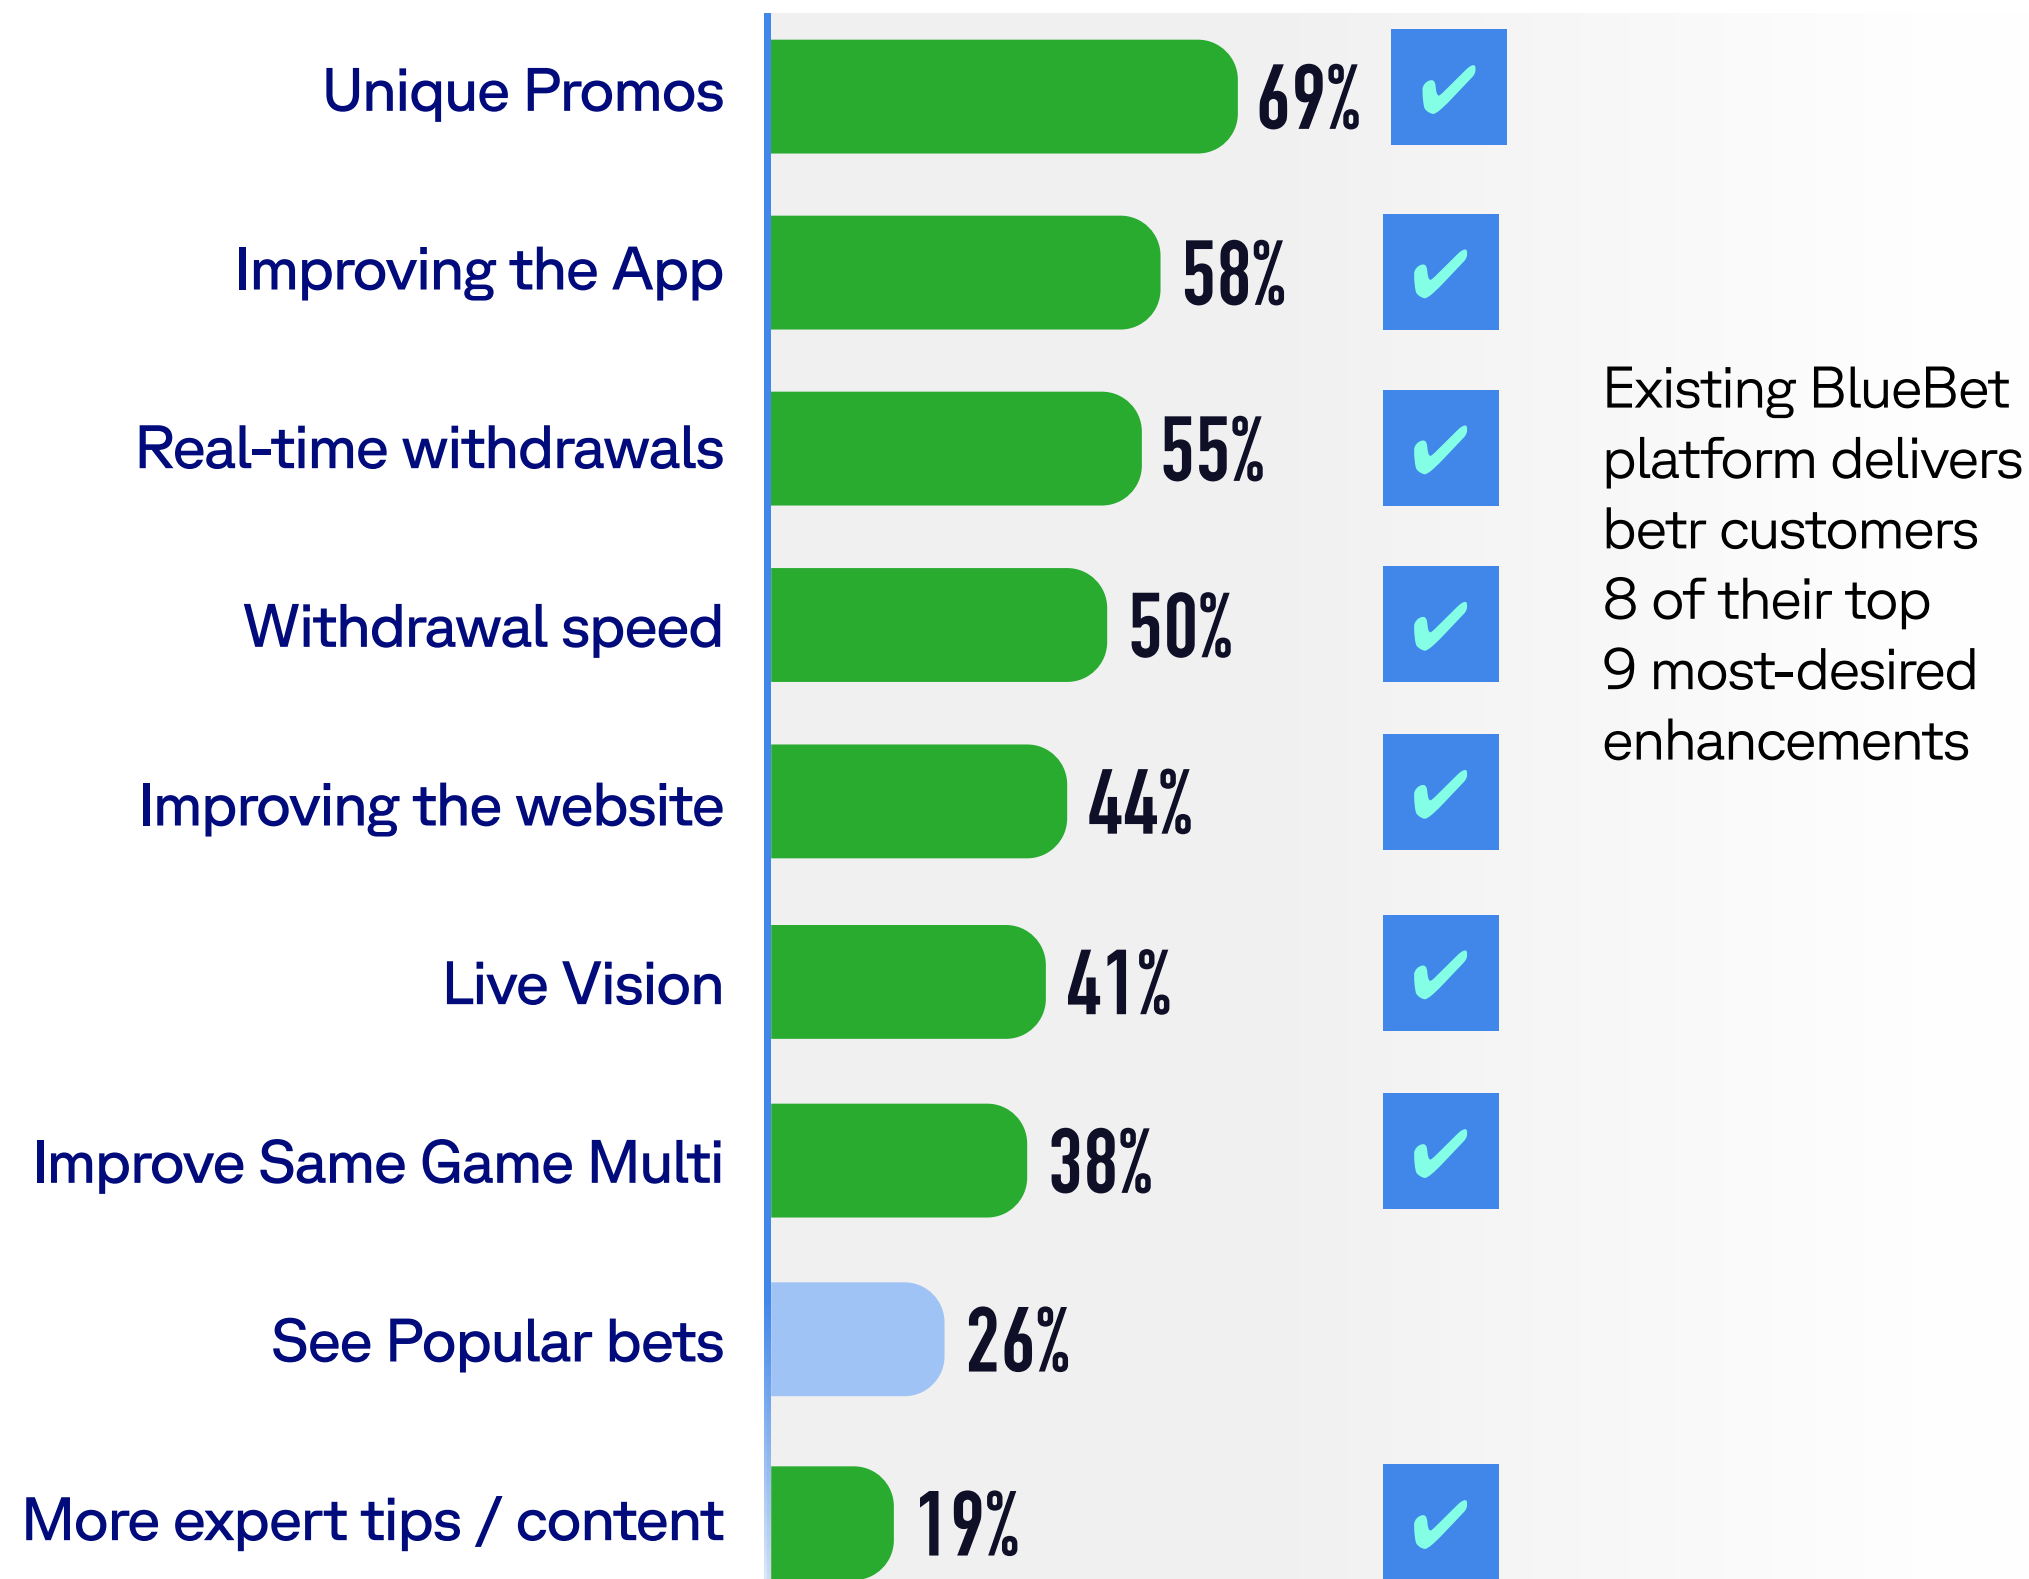 Unique Promos 69% ✔
Improving the App 58% ✔
Real-time withdrawals 55% ✔
Withdrawal speed 50% ✔
Improving the website 44% ✔
Live Vision 41% ✔
Improve Same Game Multi 38% ✔
See Popular bets 26%
More expert tips / content 19% ✔
Existing BlueBet
platform delivers
betr customers
8 of their top
9 most-desired
enhancements